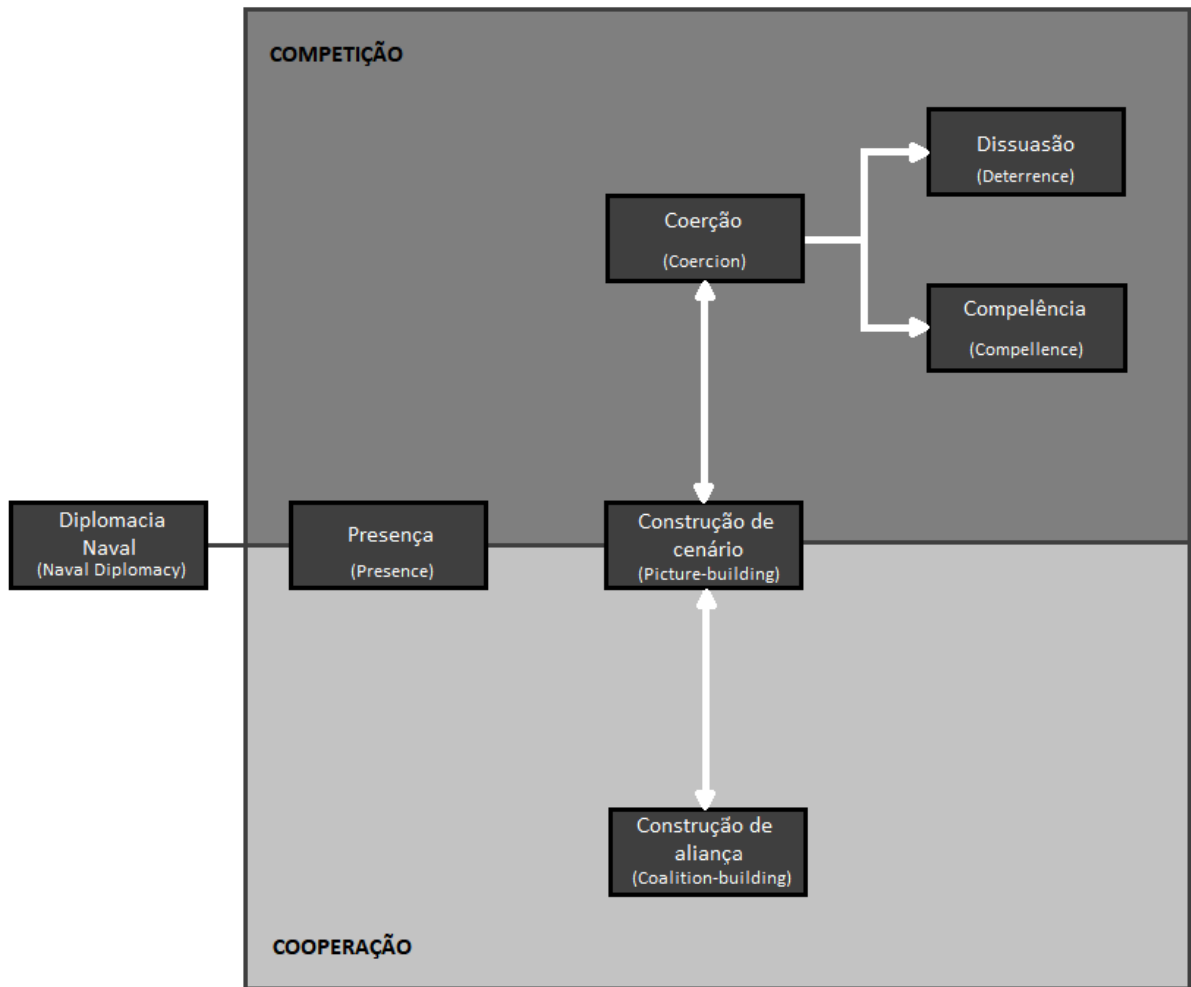 COMPETIÇÃO
Dissuasão
(Deterrence)
Coerção
(Coercion)
Compelência
(Compellence)
Diplomacia
Naval
(Naval Diplomacy)
Presença
(Presence)
Construção de
cenário
(Picture-building)
Construção de
aliança
(Coalition-building)
COOPERAÇÃO